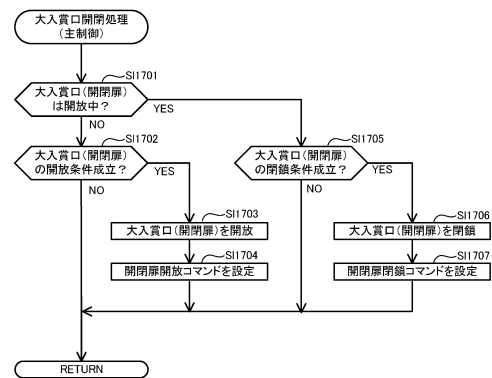 大入賞口開閉処理
（主制御）
SI1701
大入賞口（開閉扉）
は開放中？
YES
NO
SI1702
大入賞口（開閉扉）
の開放条件成立？
YES
NO
SI1705
大入賞口（開閉扉）
の閉鎖条件成立？
YES
NO
SI1703
大入賞口（開閉扉）を開放
SI1704
開閉扉開放コマンドを設定
SI1706
大入賞口（開閉扉）を閉鎖
SI1707
開閉扉閉鎖コマンドを設定
RETURN